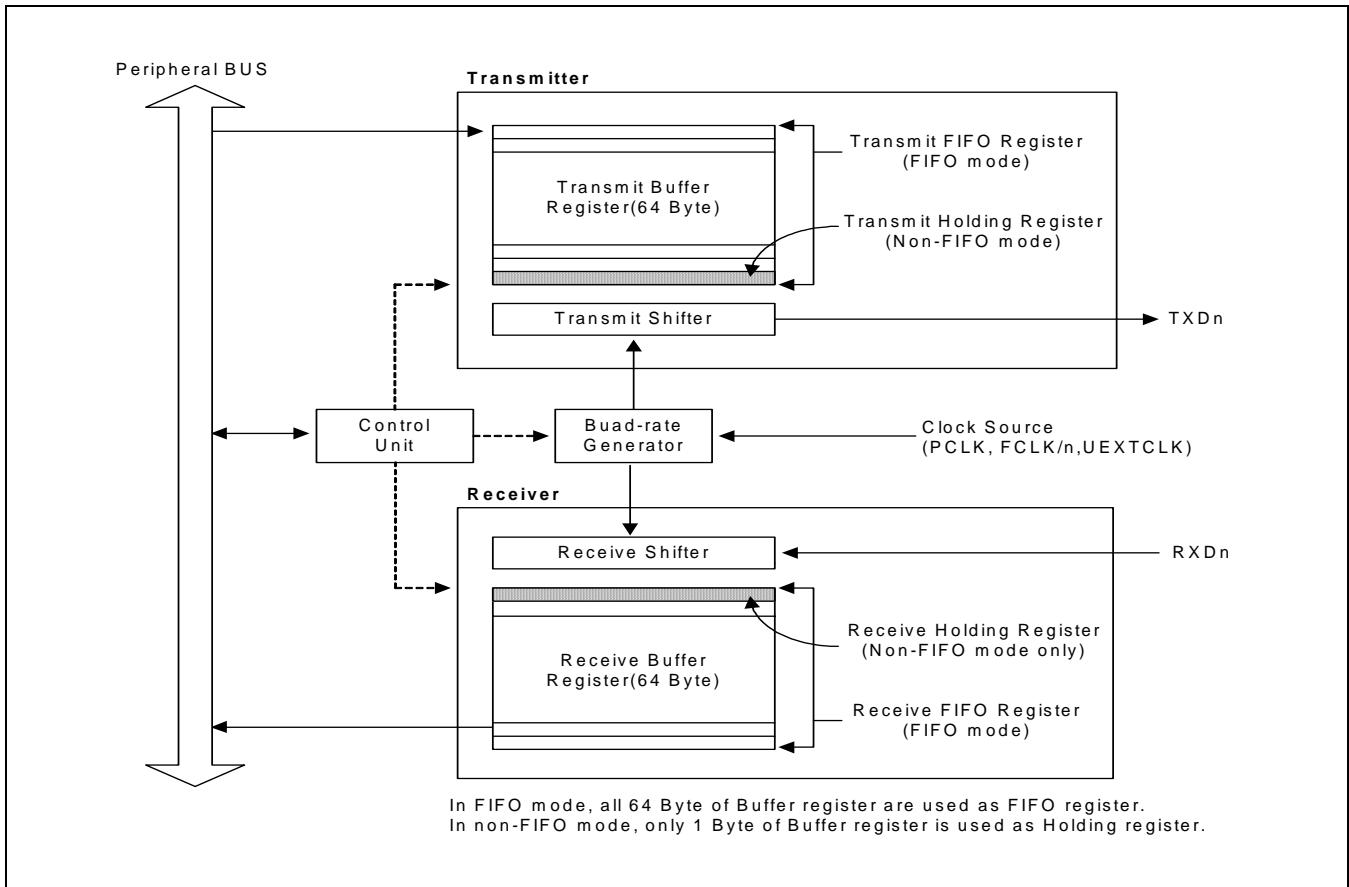 Peripheral BUS
Transmitter
Transmit FIFO Register
(FIFO mode)
Transmit Buffer
Register(64 Byte)
Transmit Holding Register
(Non-FIFO mode)
Transmit Shifter
TXDn
Control
Unit
Buad-rate
Generator
Clock Source
(PCLK, FCLK/n,UEXTCLK)
Receiver
Receive Shifter
RXDn
Receive Holding Register
(Non-FIFO mode only)
Receive Buffer
Register(64 Byte)
Receive FIFO Register
(FIFO mode)
In FIFO mode, all 64 Byte of Buffer register are used as FIFO register.
In non-FIFO mode, only 1 Byte of Buffer register is used as Holding register.